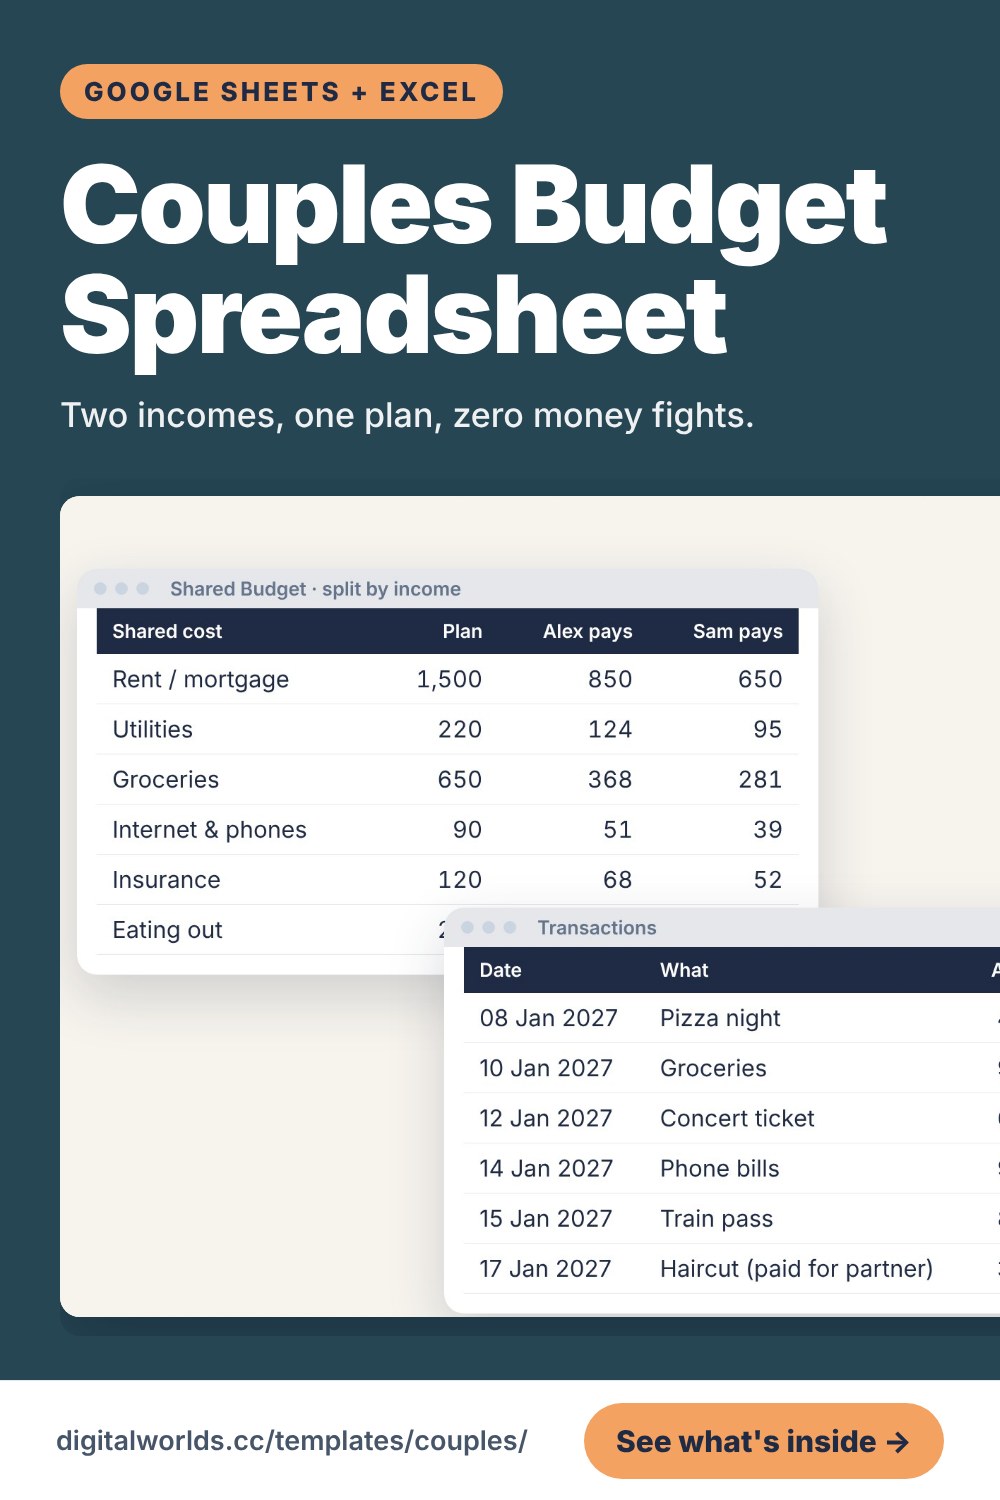 GOOGLE SHEETS + EXCEL
Couples Budget
Spreadsheet
Two incomes, one plan, zero money fights.
Shared Budget · split by income
Shared cost Plan Alex pays Sam pays
Rent / mortgage 1,500 850 650
Utilities 220 124 95
Groceries 650 368 281
Internet & phones 90 51 39
Insurance 120 68 52
Eating out
Transactions
Date What
08 Jan 2027 Pizza night
10 Jan 2027 Groceries
12 Jan 2027 Concert ticket
14 Jan 2027 Phone bills
15 Jan 2027 Train pass
17 Jan 2027 Haircut (paid for partner)
digitalworlds.cc/templates/couples/
See what's inside →